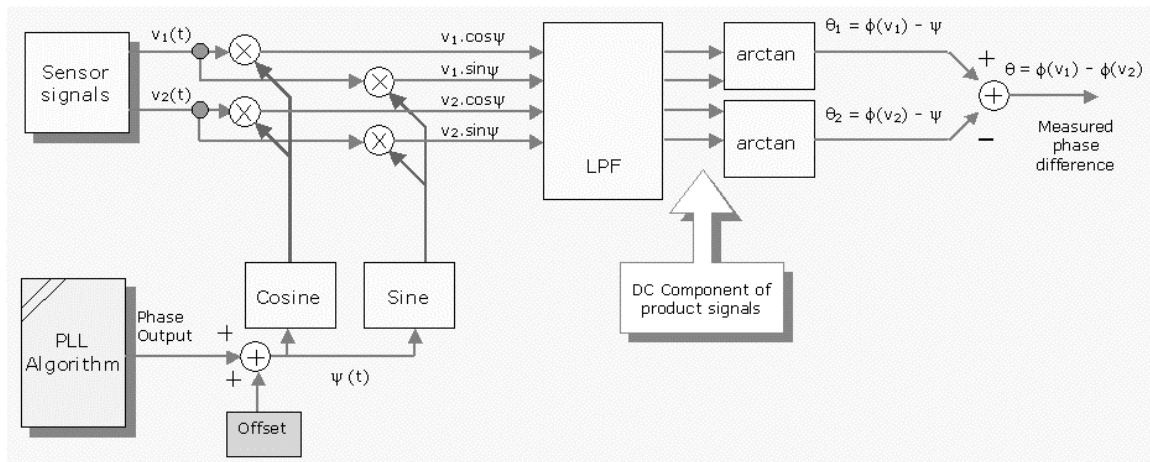 Sensor
signals
v₁(t)
v₂(t)
v₁.cosψ
v₁.sinψ
v₂.cosψ
v₂.sinψ
LPF
arctan
arctan
θ₁ = ϕ(v₁) - ψ
θ₂ = ϕ(v₂) - ψ
+
+
−
θ = ϕ(v₁) - ϕ(v₂)
Measured
phase
difference
DC Component of
product signals
Cosine
Sine
PLL
Algorithm
Phase
Output
+
+
+
ψ (t)
Offset